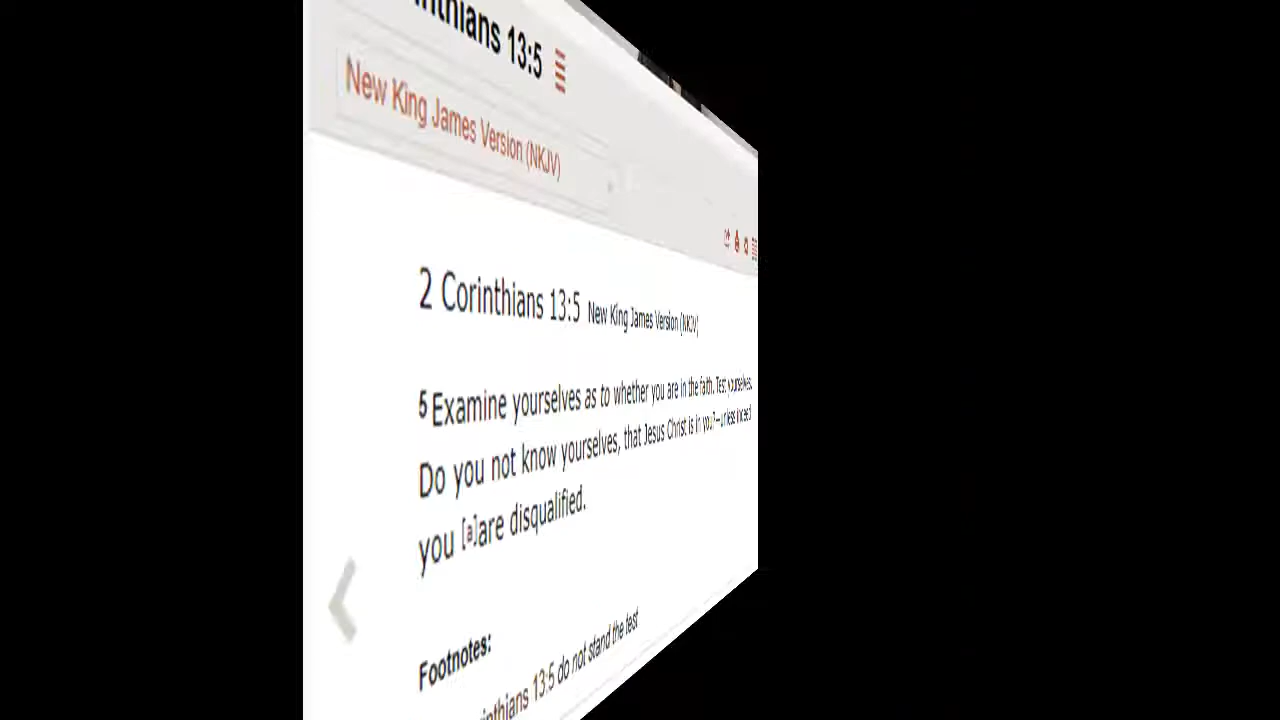 inthians 13:5
New King James Version (NKJV)
2 Corinthians 13:5 New King James Version (NKJV)
5 Examine yourselves as to whether you are in the faith. Test yourselves.
Do you not know yourselves, that Jesus Christ is in you?—unless indeed
you [a]are disqualified.
Footnotes:
inthians 13:5 do not stand the test